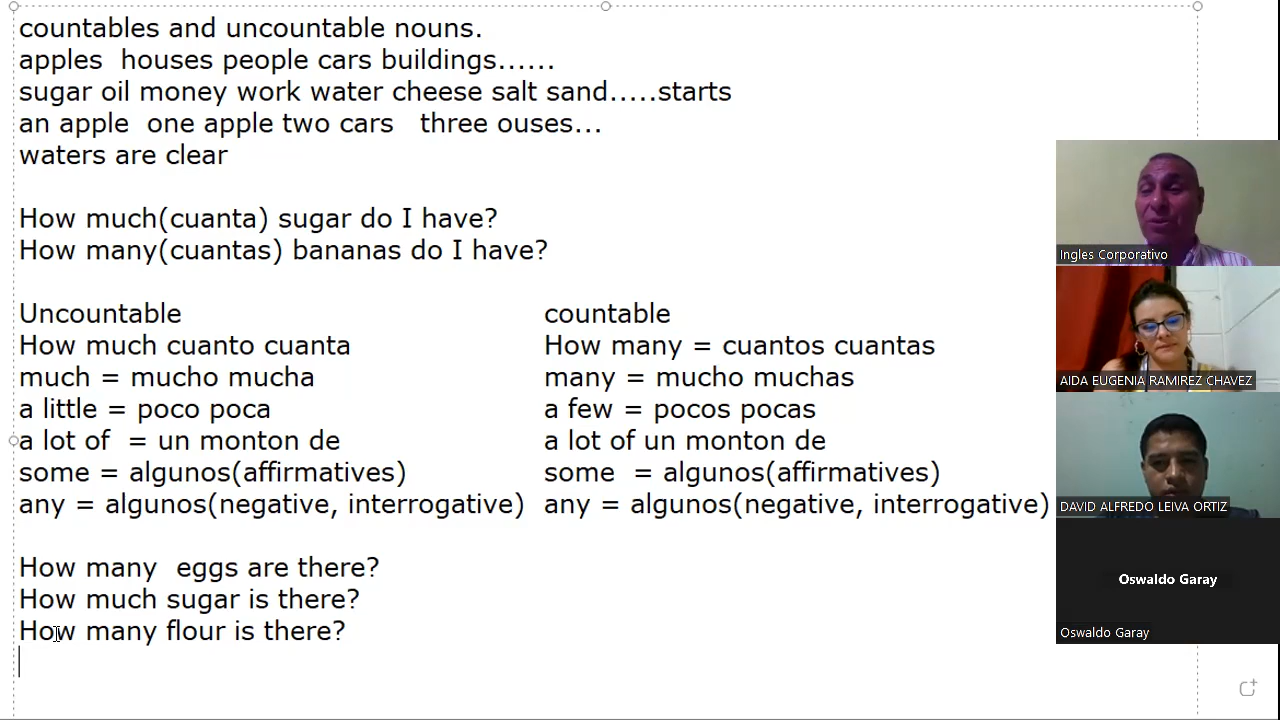 countables and uncountable nouns.
apples houses people cars buildings......
sugar oil money work water cheese salt sand.....starts
an apple one apple two cars three ouses...
waters are clear
How much(cuanta) sugar do I have?
How many(cuantas) bananas do I have?
Uncountable
How much cuanto cuanta
much = mucho mucha
a little = poco poca
a lot of = un monton de
some = algunos(affirmatives)
any = algunos(negative, interrogative)
countable
How many = cuantos cuantas
many = mucho muchas
a few = pocos pocas
a lot of un monton de
some = algunos(affirmatives)
any = algunos(negative, interrogative)
How many eggs are there?
How much sugar is there?
How many flour is there?
Ingles Corporativo
AIDA EUGENIA RAMIREZ CHAVEZ
DAVID ALFREDO LEIVA ORTIZ
Oswaldo Garay
Oswaldo Garay